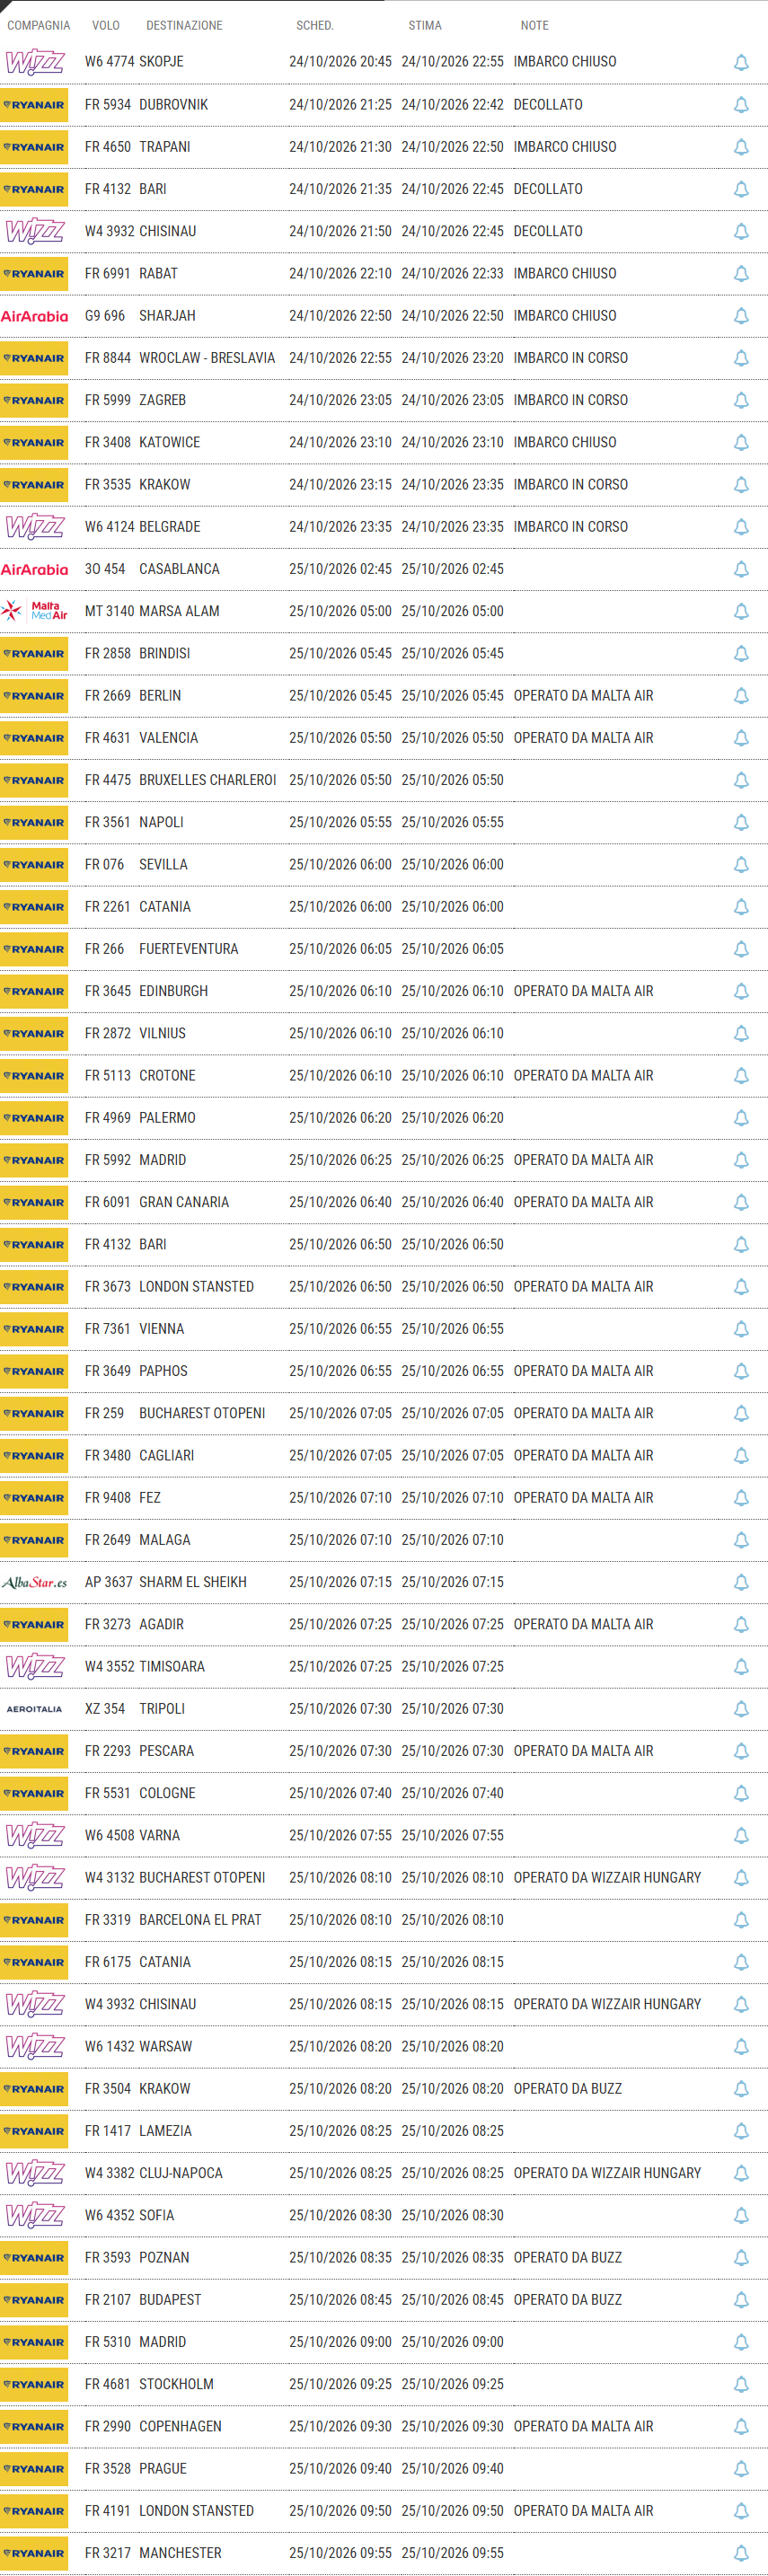 COMPAGNIA VOLO DESTINAZIONE SCHED. STIMA NOTE
Wizz W6 4774 SKOPJE 24/10/2026 20:45 24/10/2026 22:55 IMBARCO CHIUSO
RYANAIR FR 5934 DUBROVNIK 24/10/2026 21:25 24/10/2026 22:42 DECOLLATO
RYANAIR FR 4650 TRAPANI 24/10/2026 21:30 24/10/2026 22:50 IMBARCO CHIUSO
RYANAIR FR 4132 BARI 24/10/2026 21:35 24/10/2026 22:45 DECOLLATO
Wizz W4 3932 CHISINAU 24/10/2026 21:50 24/10/2026 22:45 DECOLLATO
RYANAIR FR 6991 RABAT 24/10/2026 22:10 24/10/2026 22:33 IMBARCO CHIUSO
AirArabia G9 696 SHARJAH 24/10/2026 22:50 24/10/2026 22:50 IMBARCO CHIUSO
RYANAIR FR 8844 WROCLAW - BRESLAVIA 24/10/2026 22:55 24/10/2026 23:20 IMBARCO IN CORSO
RYANAIR FR 5999 ZAGREB 24/10/2026 23:05 24/10/2026 23:05 IMBARCO IN CORSO
RYANAIR FR 3408 KATOWICE 24/10/2026 23:10 24/10/2026 23:10 IMBARCO CHIUSO
RYANAIR FR 3535 KRAKOW 24/10/2026 23:15 24/10/2026 23:35 IMBARCO IN CORSO
Wizz W6 4124 BELGRADE 24/10/2026 23:35 24/10/2026 23:35 IMBARCO IN CORSO
AirArabia 3O 454 CASABLANCA 25/10/2026 02:45 25/10/2026 02:45
Malta MedAir MT 3140 MARSA ALAM 25/10/2026 05:00 25/10/2026 05:00
RYANAIR FR 2858 BRINDISI 25/10/2026 05:45 25/10/2026 05:45
RYANAIR FR 2669 BERLIN 25/10/2026 05:45 25/10/2026 05:45 OPERATO DA MALTA AIR
RYANAIR FR 4631 VALENCIA 25/10/2026 05:50 25/10/2026 05:50 OPERATO DA MALTA AIR
RYANAIR FR 4475 BRUXELLES CHARLEROI 25/10/2026 05:50 25/10/2026 05:50
RYANAIR FR 3561 NAPOLI 25/10/2026 05:55 25/10/2026 05:55
RYANAIR FR 076 SEVILLA 25/10/2026 06:00 25/10/2026 06:00
RYANAIR FR 2261 CATANIA 25/10/2026 06:00 25/10/2026 06:00
RYANAIR FR 266 FUERTEVENTURA 25/10/2026 06:05 25/10/2026 06:05
RYANAIR FR 3645 EDINBURGH 25/10/2026 06:10 25/10/2026 06:10 OPERATO DA MALTA AIR
RYANAIR FR 2872 VILNIUS 25/10/2026 06:10 25/10/2026 06:10
RYANAIR FR 5113 CROTONE 25/10/2026 06:10 25/10/2026 06:10 OPERATO DA MALTA AIR
RYANAIR FR 4969 PALERMO 25/10/2026 06:20 25/10/2026 06:20
RYANAIR FR 5992 MADRID 25/10/2026 06:25 25/10/2026 06:25 OPERATO DA MALTA AIR
RYANAIR FR 6091 GRAN CANARIA 25/10/2026 06:40 25/10/2026 06:40 OPERATO DA MALTA AIR
RYANAIR FR 4132 BARI 25/10/2026 06:50 25/10/2026 06:50
RYANAIR FR 3673 LONDON STANSTED 25/10/2026 06:50 25/10/2026 06:50 OPERATO DA MALTA AIR
RYANAIR FR 7361 VIENNA 25/10/2026 06:55 25/10/2026 06:55
RYANAIR FR 3649 PAPHOS 25/10/2026 06:55 25/10/2026 06:55 OPERATO DA MALTA AIR
RYANAIR FR 259 BUCHAREST OTOPENI 25/10/2026 07:05 25/10/2026 07:05 OPERATO DA MALTA AIR
RYANAIR FR 3480 CAGLIARI 25/10/2026 07:05 25/10/2026 07:05 OPERATO DA MALTA AIR
RYANAIR FR 9408 FEZ 25/10/2026 07:10 25/10/2026 07:10 OPERATO DA MALTA AIR
RYANAIR FR 2649 MALAGA 25/10/2026 07:10 25/10/2026 07:10
AlbaStar.es AP 3637 SHARM EL SHEIKH 25/10/2026 07:15 25/10/2026 07:15
RYANAIR FR 3273 AGADIR 25/10/2026 07:25 25/10/2026 07:25 OPERATO DA MALTA AIR
Wizz W4 3552 TIMISOARA 25/10/2026 07:25 25/10/2026 07:25
AEROITALIA XZ 354 TRIPOLI 25/10/2026 07:30 25/10/2026 07:30
RYANAIR FR 2293 PESCARA 25/10/2026 07:30 25/10/2026 07:30 OPERATO DA MALTA AIR
RYANAIR FR 5531 COLOGNE 25/10/2026 07:40 25/10/2026 07:40
Wizz W6 4508 VARNA 25/10/2026 07:55 25/10/2026 07:55
Wizz W4 3132 BUCHAREST OTOPENI 25/10/2026 08:10 25/10/2026 08:10 OPERATO DA WIZZAIR HUNGARY
RYANAIR FR 3319 BARCELONA EL PRAT 25/10/2026 08:10 25/10/2026 08:10
RYANAIR FR 6175 CATANIA 25/10/2026 08:15 25/10/2026 08:15
Wizz W4 3932 CHISINAU 25/10/2026 08:15 25/10/2026 08:15 OPERATO DA WIZZAIR HUNGARY
Wizz W6 1432 WARSAW 25/10/2026 08:20 25/10/2026 08:20
RYANAIR FR 3504 KRAKOW 25/10/2026 08:20 25/10/2026 08:20 OPERATO DA BUZZ
RYANAIR FR 1417 LAMEZIA 25/10/2026 08:25 25/10/2026 08:25
Wizz W4 3382 CLUJ-NAPOCA 25/10/2026 08:25 25/10/2026 08:25 OPERATO DA WIZZAIR HUNGARY
Wizz W6 4352 SOFIA 25/10/2026 08:30 25/10/2026 08:30
RYANAIR FR 3593 POZNAN 25/10/2026 08:35 25/10/2026 08:35 OPERATO DA BUZZ
RYANAIR FR 2107 BUDAPEST 25/10/2026 08:45 25/10/2026 08:45 OPERATO DA BUZZ
RYANAIR FR 5310 MADRID 25/10/2026 09:00 25/10/2026 09:00
RYANAIR FR 4681 STOCKHOLM 25/10/2026 09:25 25/10/2026 09:25
RYANAIR FR 2990 COPENHAGEN 25/10/2026 09:30 25/10/2026 09:30 OPERATO DA MALTA AIR
RYANAIR FR 3528 PRAGUE 25/10/2026 09:40 25/10/2026 09:40
RYANAIR FR 4191 LONDON STANSTED 25/10/2026 09:50 25/10/2026 09:50 OPERATO DA MALTA AIR
RYANAIR FR 3217 MANCHESTER 25/10/2026 09:55 25/10/2026 09:55